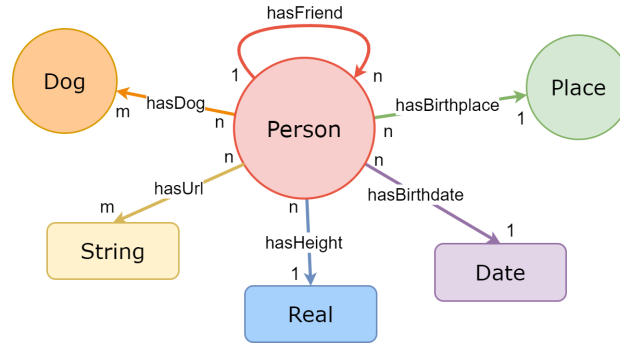 hasFriend
1
n
Dog
hasDog
m
n
Person
hasBirthplace
n
1
Place
n
hasUrl
m
String
n
hasHeight
1
Real
n
hasBirthdate
1
Date